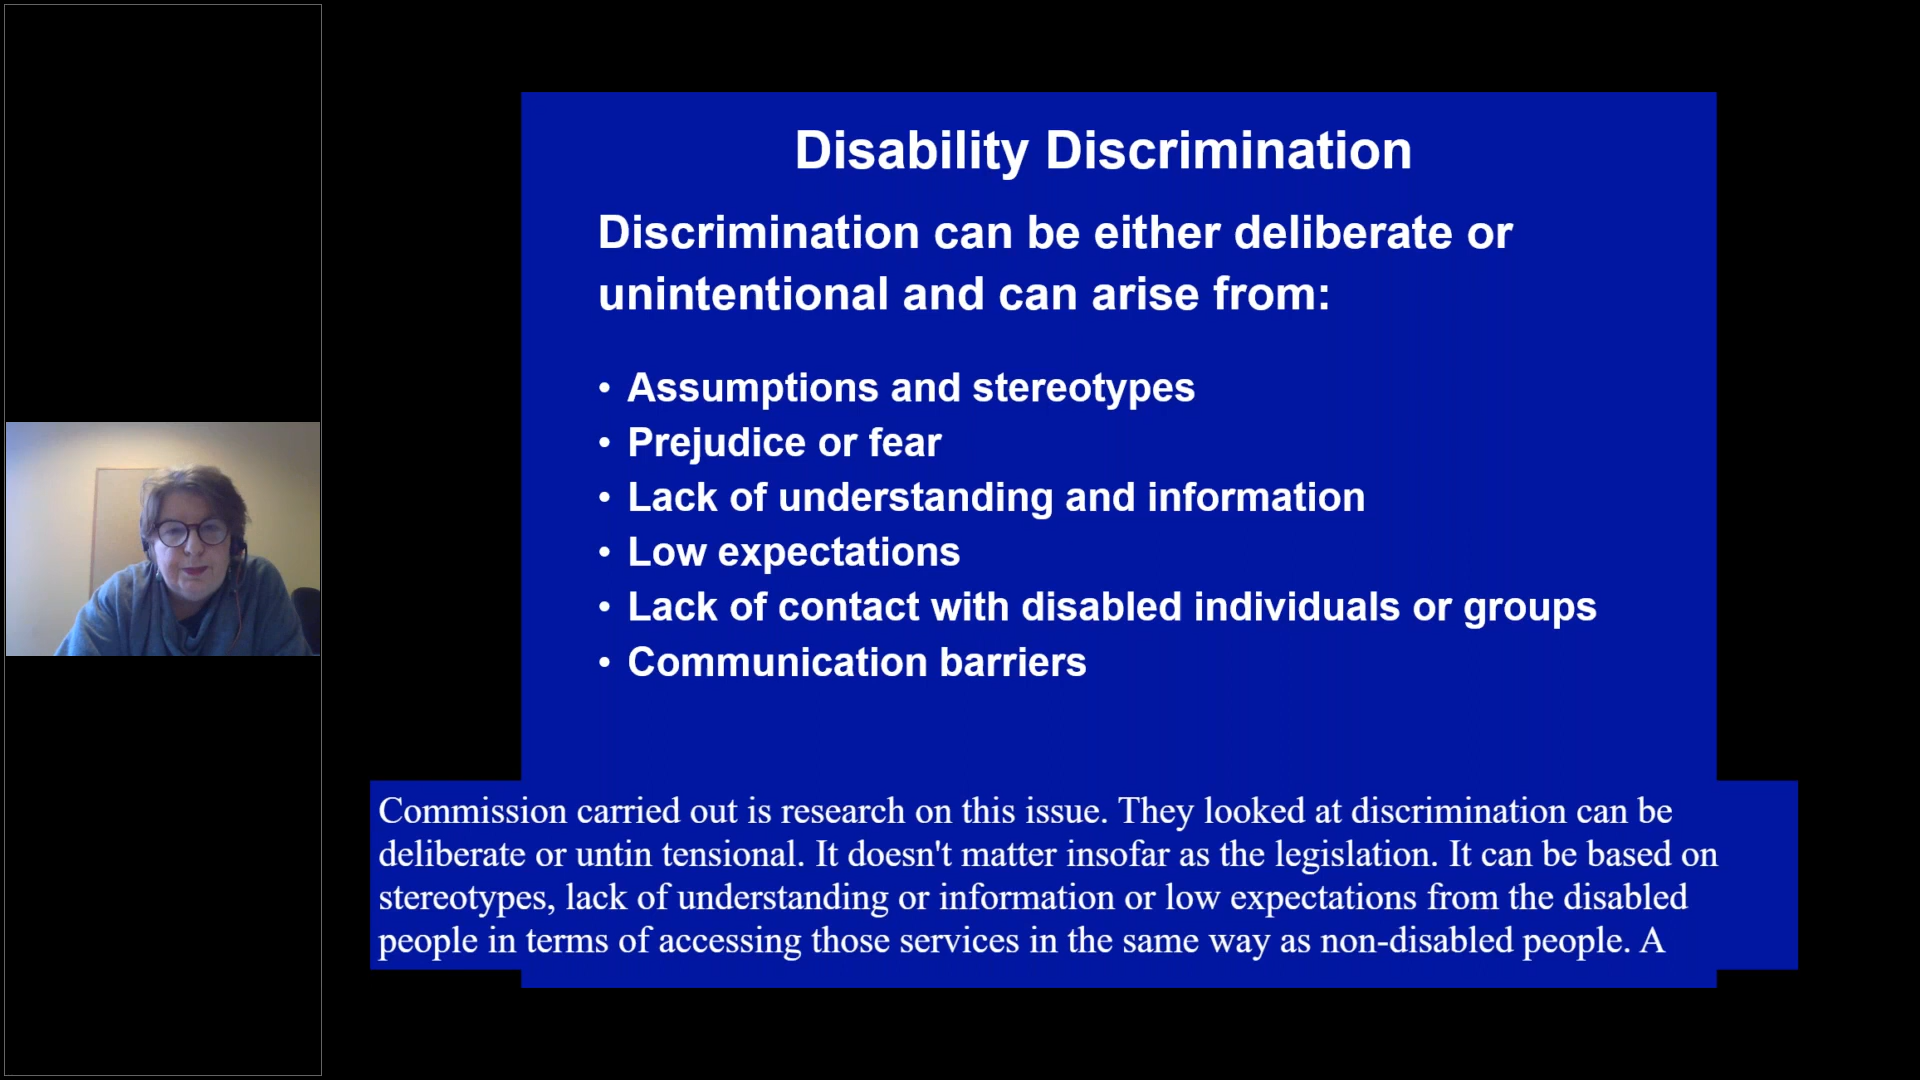 Disability Discrimination
Discrimination can be either deliberate or
unintentional and can arise from:
• Assumptions and stereotypes
• Prejudice or fear
• Lack of understanding and information
• Low expectations
• Lack of contact with disabled individuals or groups
• Communication barriers
Commission carried out is research on this issue. They looked at discrimination can be
deliberate or untin tensional. It doesn't matter insofar as the legislation. It can be based on
stereotypes, lack of understanding or information or low expectations from the disabled
people in terms of accessing those services in the same way as non-disabled people. A